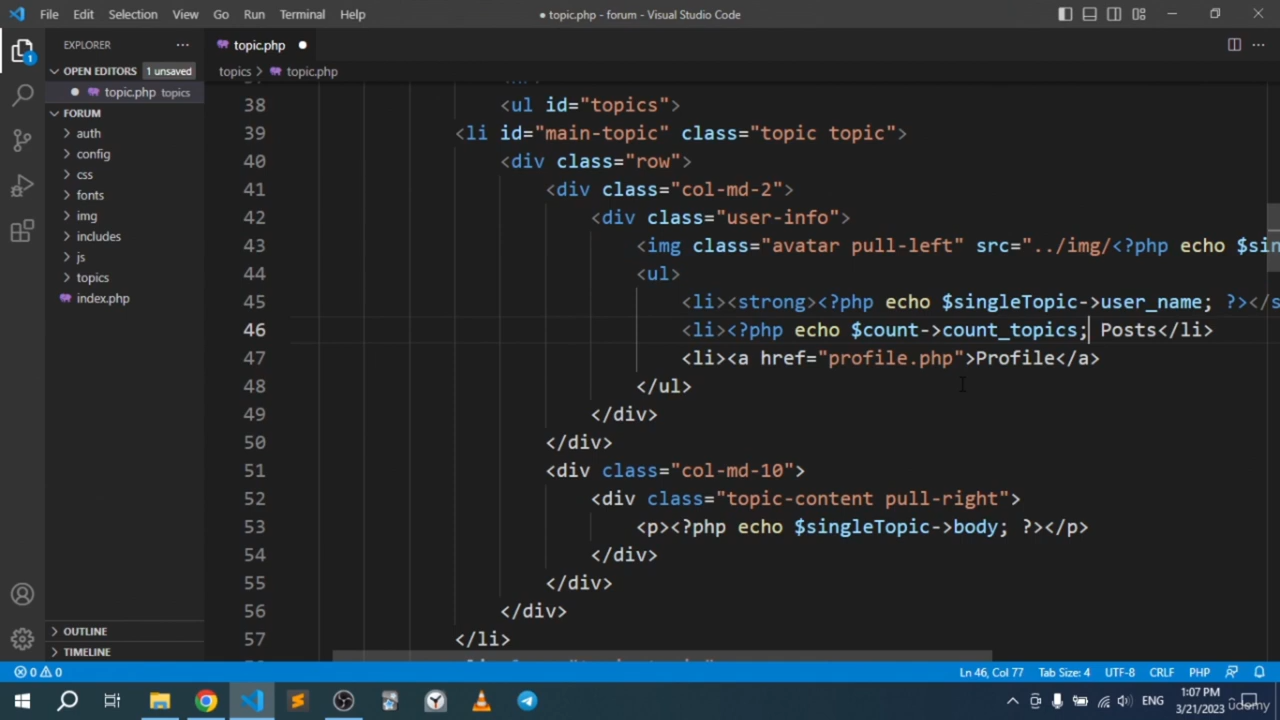 File Edit Selection View Go Run Terminal Help
● topic.php - forum - Visual Studio Code
EXPLORER
topic.php
OPEN EDITORS 1 unsaved
topics > topic.php
topic.php topics
FORUM
auth
config
css
fonts
img
includes
js
topics
index.php
OUTLINE
TIMELINE
38 <ul id="topics">
39 <li id="main-topic" class="topic topic">
40 <div class="row">
41 <div class="col-md-2">
42 <div class="user-info">
43 <img class="avatar pull-left" src="../img/<?php echo $sin
44 <ul>
45 <li><strong><?php echo $singleTopic->user_name; ?></s
46 <li><?php echo $count->count_topics; Posts</li>
47 <li><a href="profile.php">Profile</a>
48 </ul>
49 </div>
50 </div>
51 <div class="col-md-10">
52 <div class="topic-content pull-right">
53 <p><?php echo $singleTopic->body; ?></p>
54 </div>
55 </div>
56 </div>
57 </li>
0 0 Ln 46, Col 77 Tab Size: 4 UTF-8 CRLF PHP
ENG 1:07 PM
3/21/2023
udemy